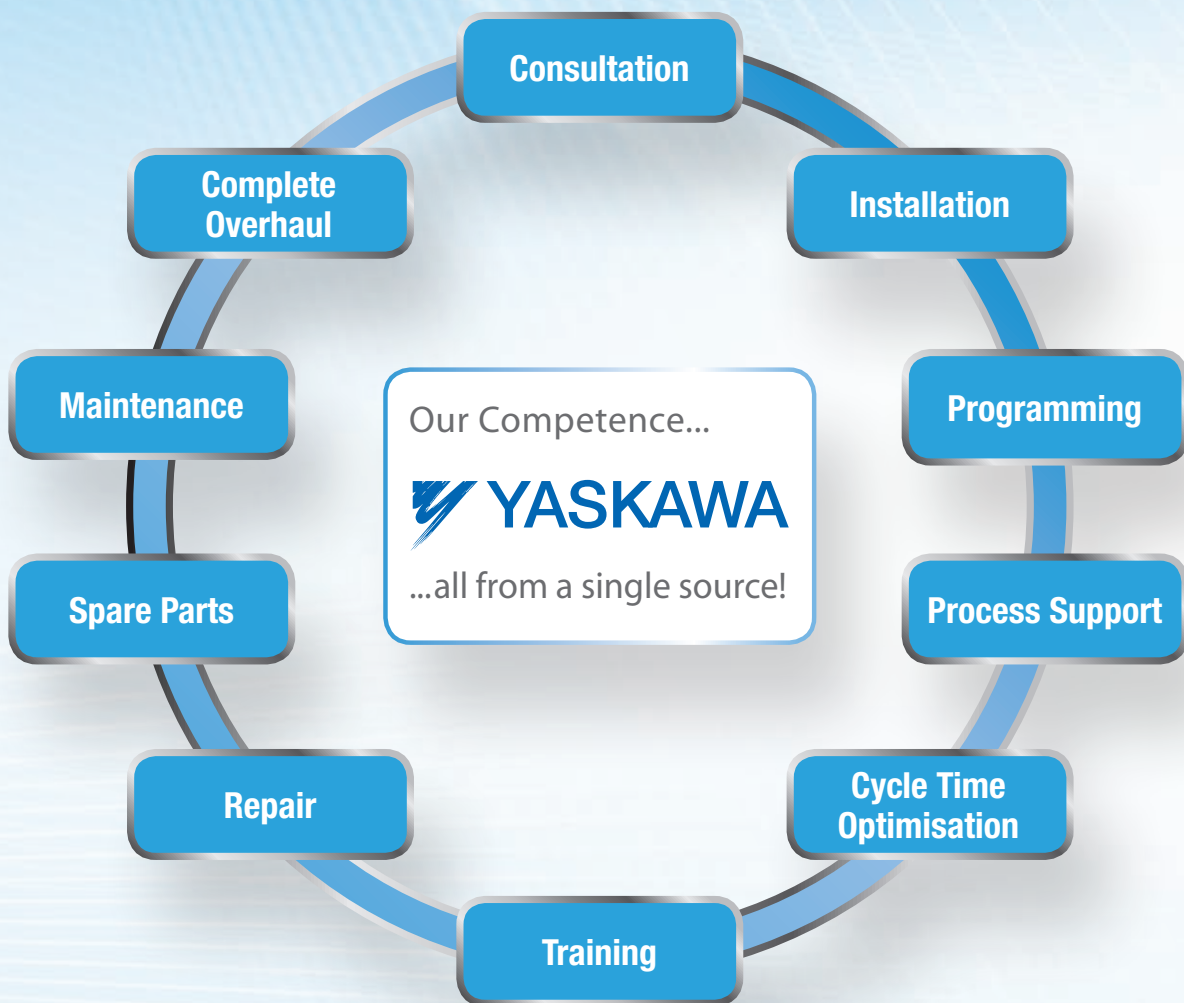 Consultation
Installation
Programming
Process Support
Cycle Time
Optimisation
Training
Repair
Spare Parts
Maintenance
Complete
Overhaul
Our Competence...
YASKAWA
...all from a single source!